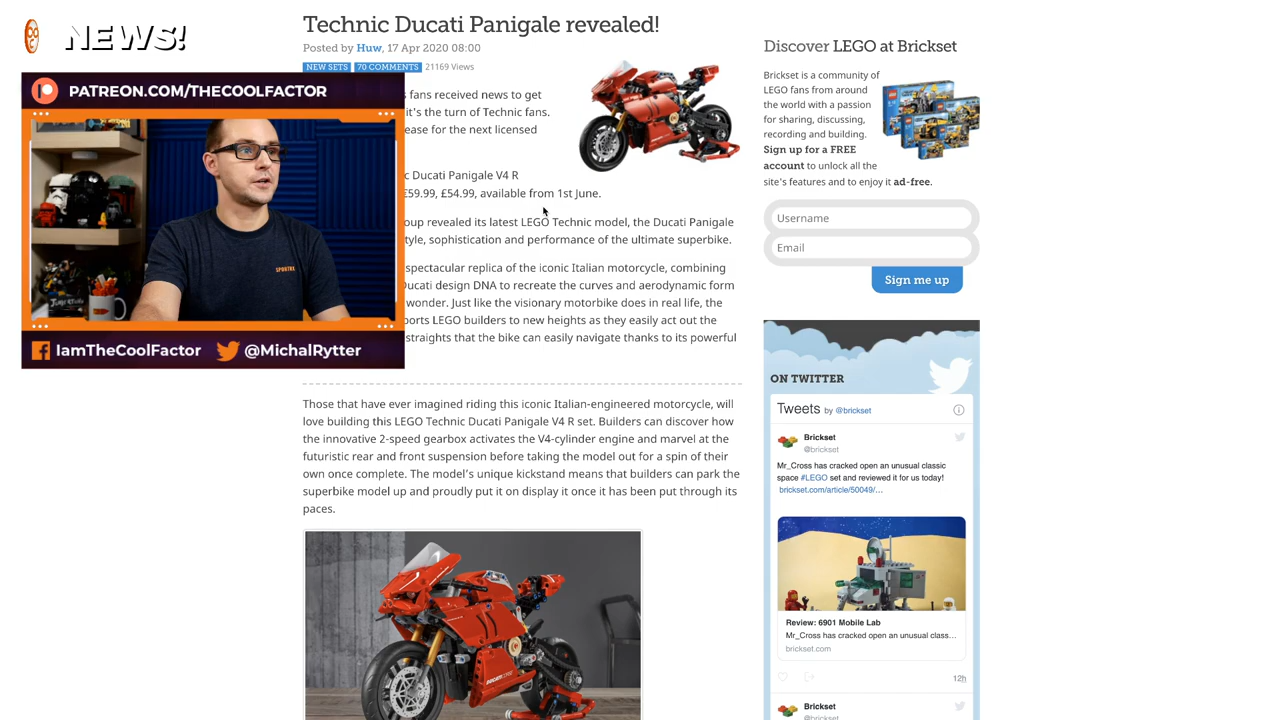 NEWS!
PATREON.COM/THECOOLFACTOR
SPORTRX
IamTheCoolFactor @MichalRytter
Technic Ducati Panigale revealed!
Posted by Huw, 17 Apr 2020 08:00
NEW SETS 70 COMMENTS 21169 Views
fans received news to get
it's the turn of Technic fans.
ease for the next licensed
c Ducati Panigale V4 R
€59.99, £54.99, available from 1st June.
oup revealed its latest LEGO Technic model, the Ducati Panigale
tyle, sophistication and performance of the ultimate superbike.
spectacular replica of the iconic Italian motorcycle, combining
Ducati design DNA to recreate the curves and aerodynamic form
wonder. Just like the visionary motorbike does in real life, the
ports LEGO builders to new heights as they easily act out the
straights that the bike can easily navigate thanks to its powerful
Those that have ever imagined riding this iconic Italian-engineered motorcycle, will
love building this LEGO Technic Ducati Panigale V4 R set. Builders can discover how
the innovative 2-speed gearbox activates the V4-cylinder engine and marvel at the
futuristic rear and front suspension before taking the model out for a spin of their
own once complete. The model's unique kickstand means that builders can park the
superbike model up and proudly put it on display it once it has been put through its
paces.
Discover LEGO at Brickset
Brickset is a community of
LEGO fans from around
the world with a passion
for sharing, discussing,
recording and building.
Sign up for a FREE
account to unlock all the
site's features and to enjoy it ad-free.
Username
Email
Sign me up
ON TWITTER
Tweets by @brickset
Brickset
@brickset
Mr_Cross has cracked open an unusual classic
space #LEGO set and reviewed it for us today!
brickset.com/article/50049/…
Review: 6901 Mobile Lab
Mr_Cross has cracked open an unusual class…
brickset.com
12h
Brickset
@brickset